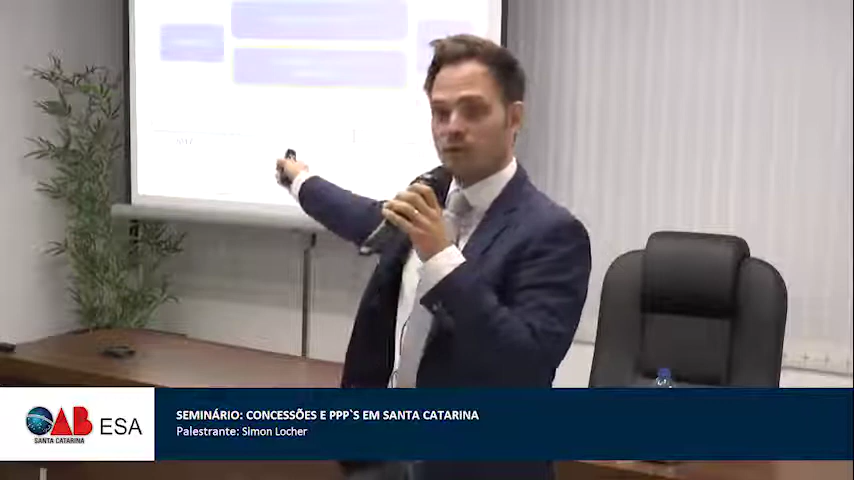 SEMINÁRIO: CONCESSÕES E PPP`S EM SANTA CATARINA
Palestrante: Simon Locher
OAB ESA
SANTA CATARINA